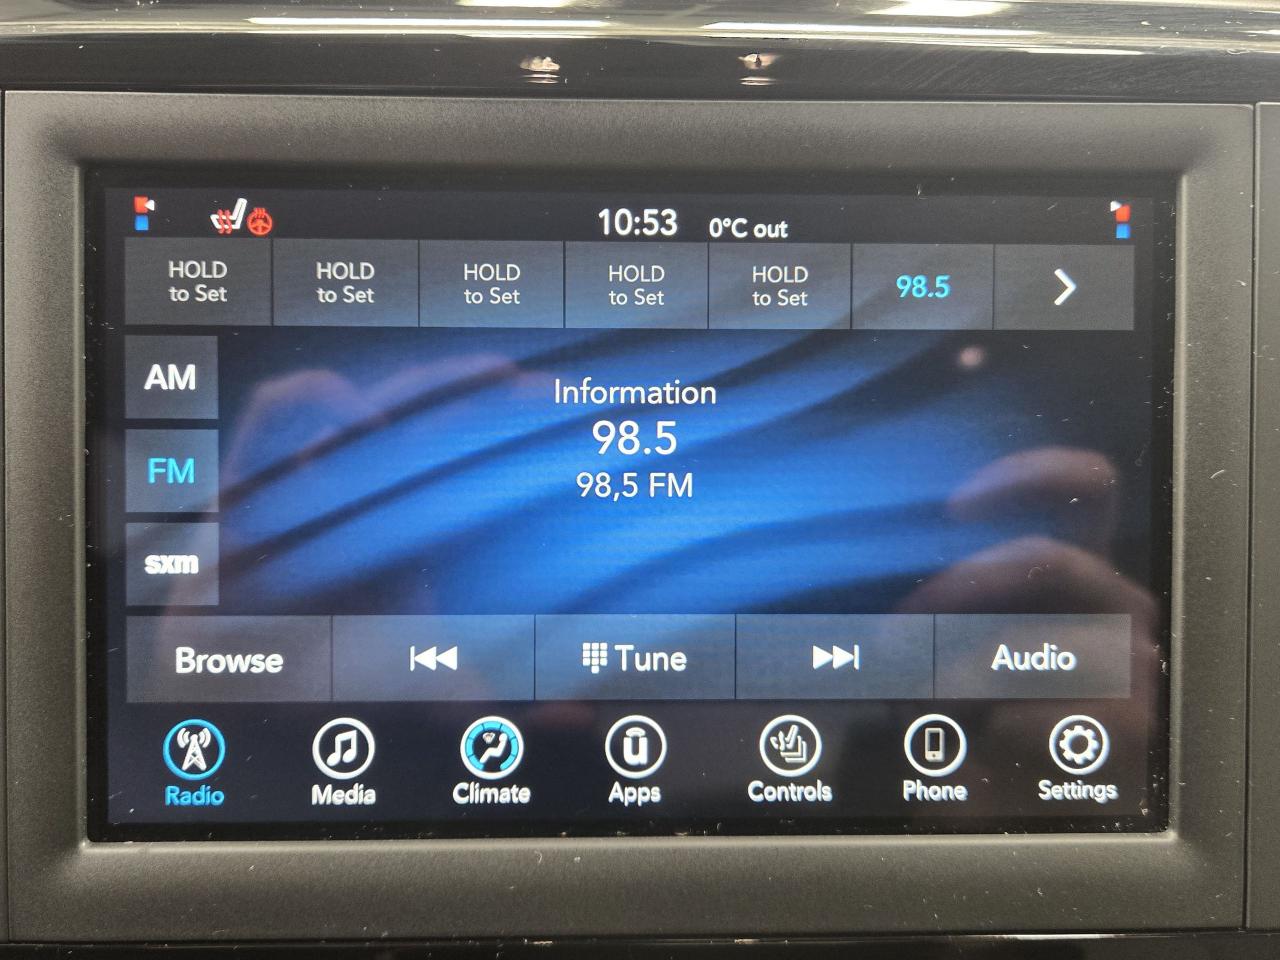 10:53 0°C out
HOLD
to Set
HOLD
to Set
HOLD
to Set
HOLD
to Set
HOLD
to Set
98.5
AM
FM
sxm
Information
98.5
98,5 FM
Browse
Tune
Audio
Radio
Media
Climate
Apps
Controls
Phone
Settings